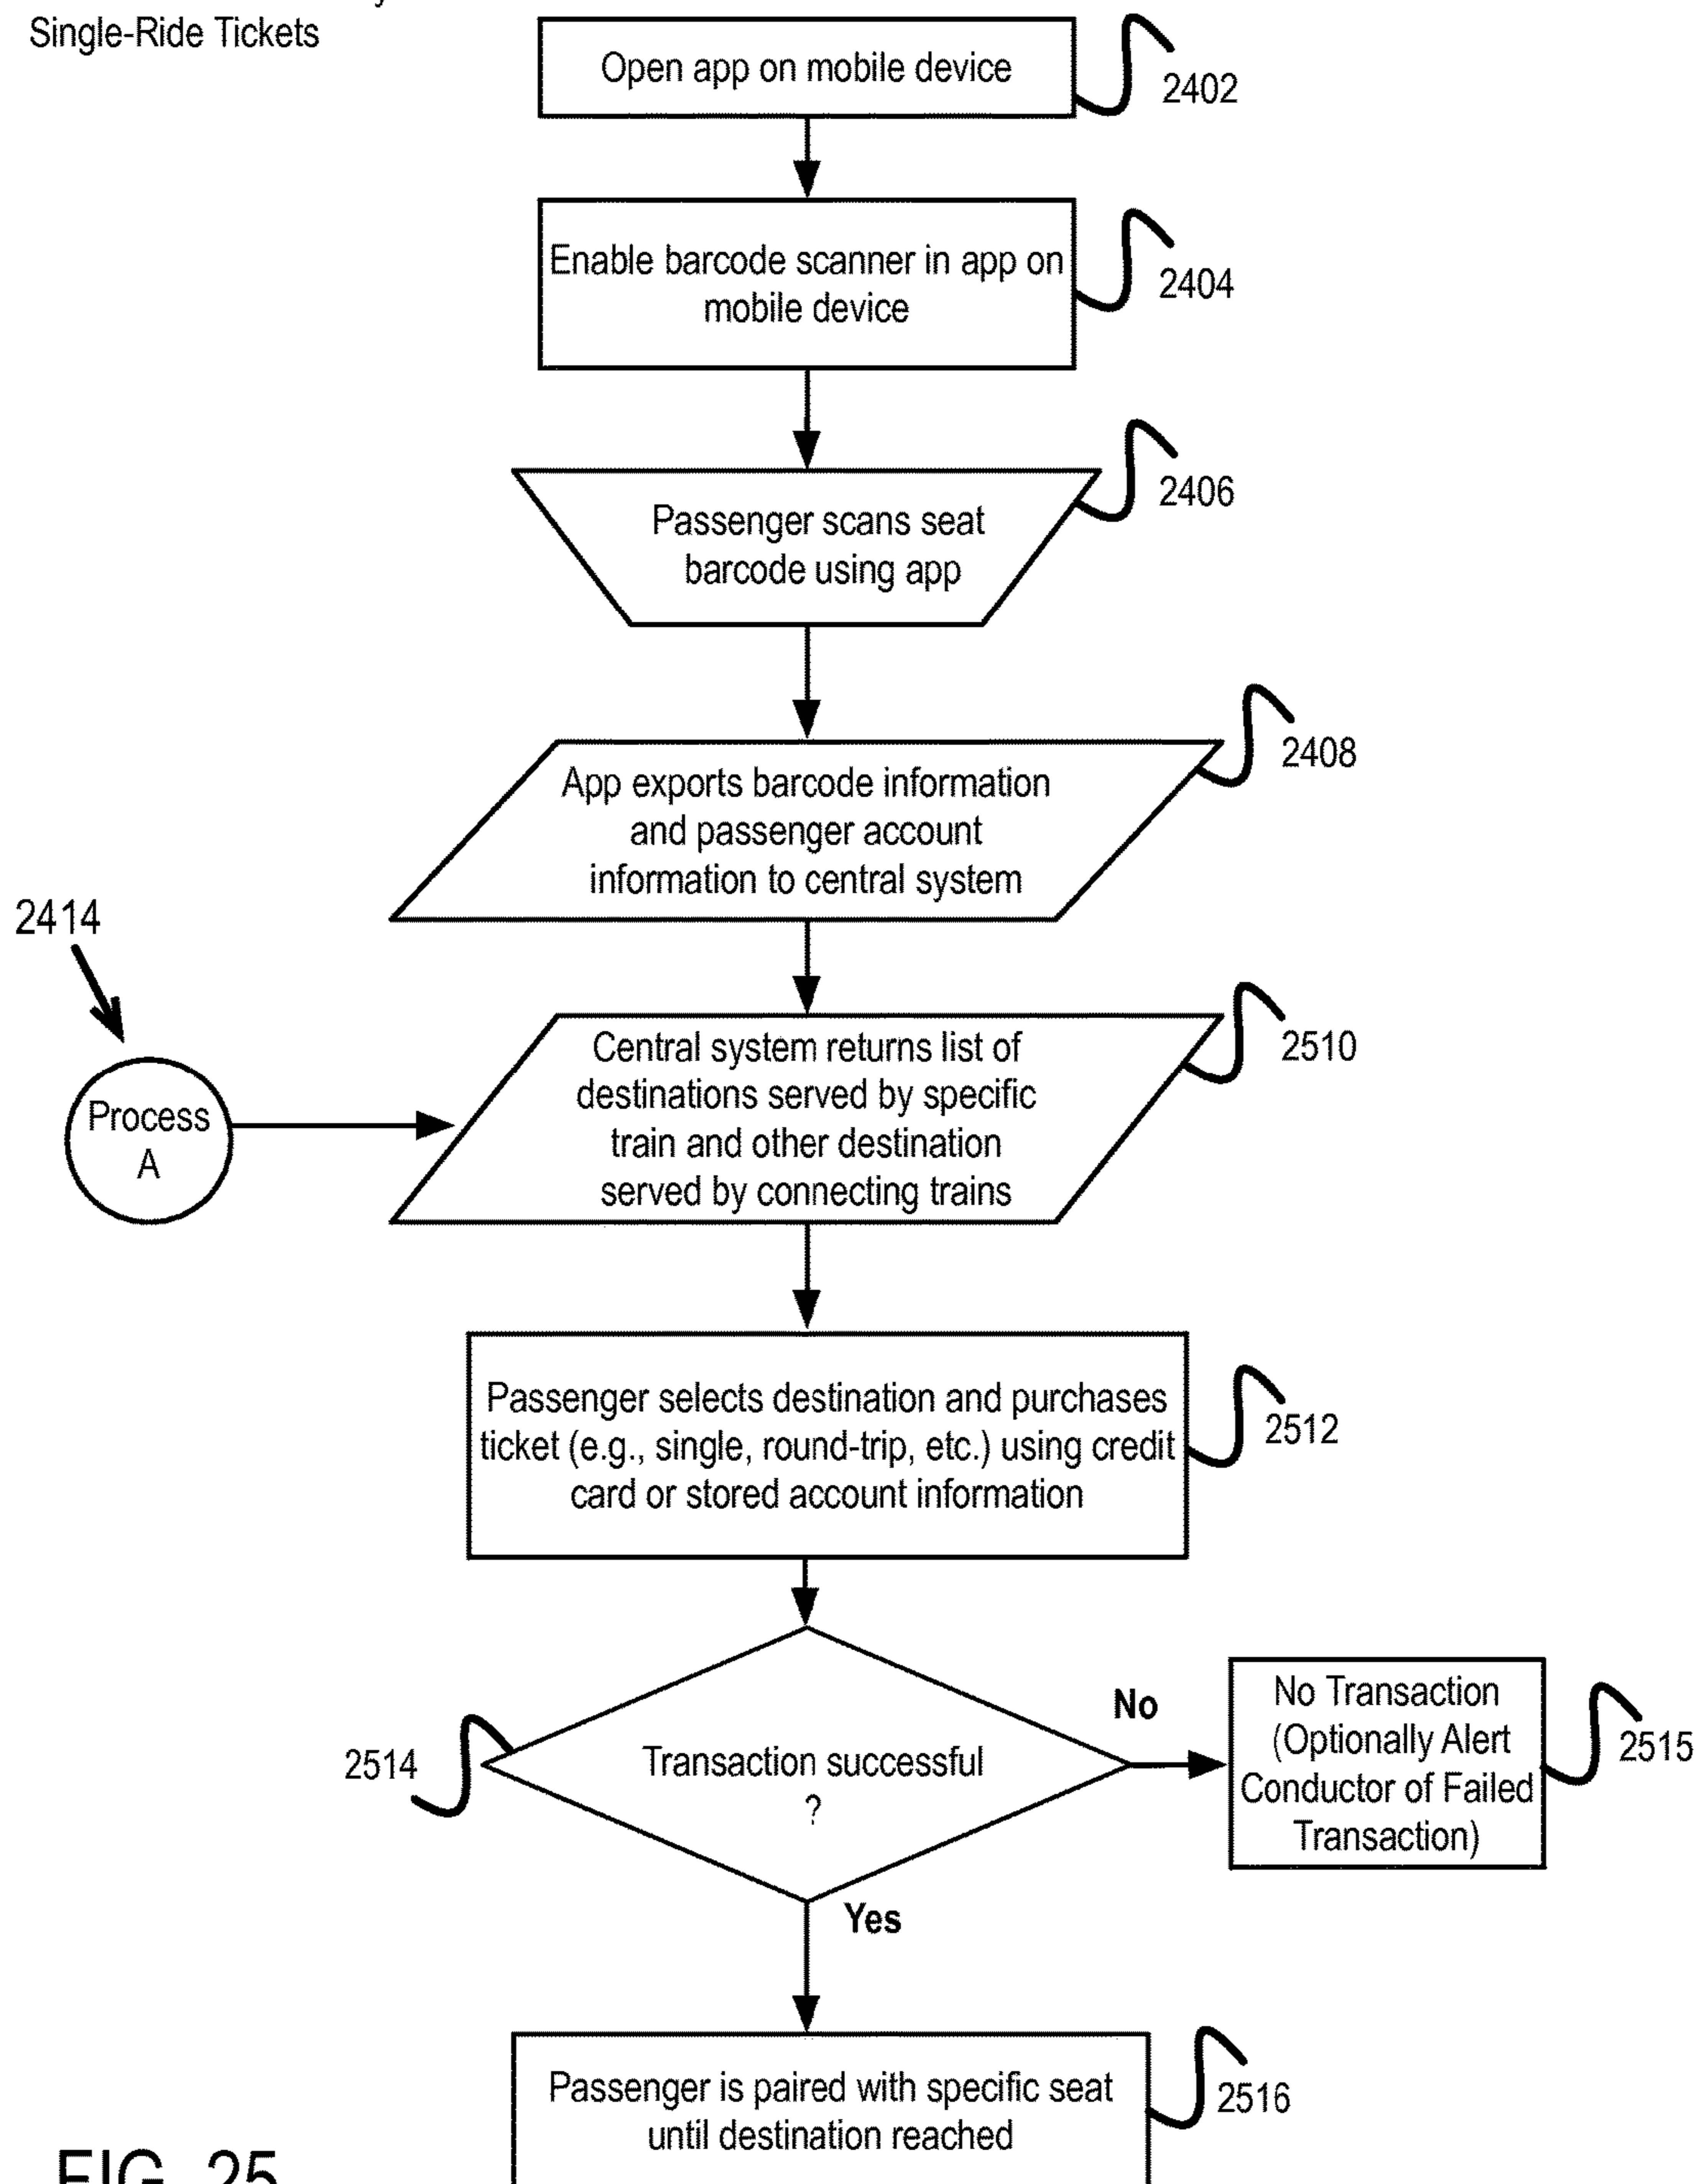 Single-Ride Tickets
Open app on mobile device
2402
Enable barcode scanner in app on
mobile device
2404
Passenger scans seat
barcode using app
2406
App exports barcode information
and passenger account
information to central system
2408
2414
Process
A
Central system returns list of
destinations served by specific
train and other destination
served by connecting trains
2510
Passenger selects destination and purchases
ticket (e.g., single, round-trip, etc.) using credit
card or stored account information
2512
Transaction successful
?
2514
No
No Transaction
(Optionally Alert
Conductor of Failed
Transaction)
2515
Yes
Passenger is paired with specific seat
until destination reached
2516
FIG. 25